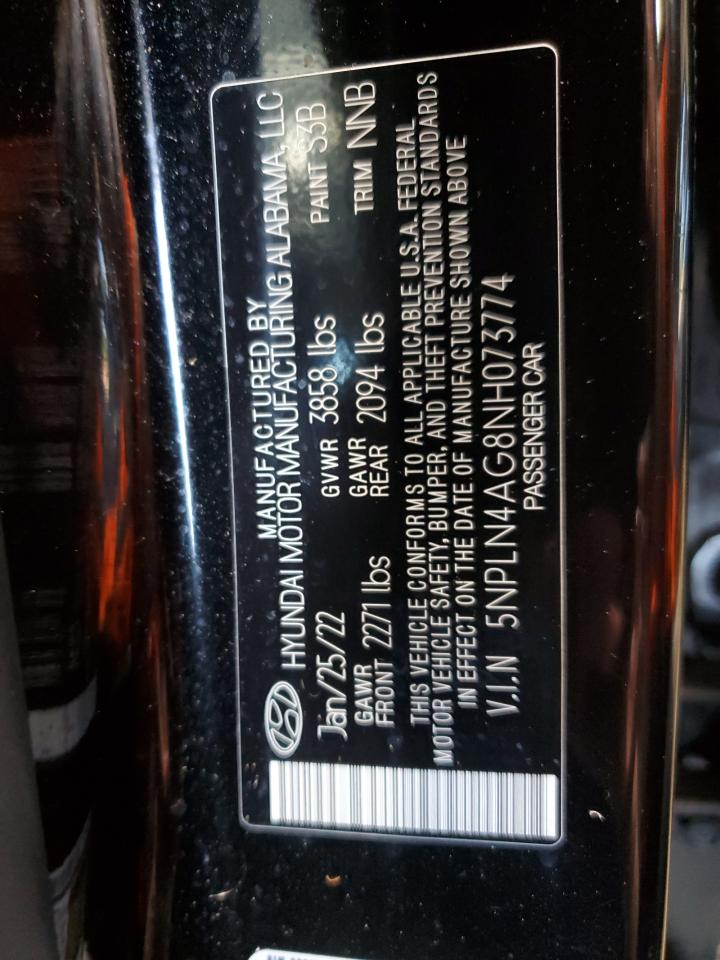 MANUFACTURED BY
HYUNDAI MOTOR MANUFACTURING ALABAMA, LLC
Jan/25/22 GVWR 3858 lbs PAINT S3B
GAWR FRONT 2271 lbs GAWR REAR 2094 lbs TRIM NNB
THIS VEHICLE CONFORMS TO ALL APPLICABLE U.S.A. FEDERAL
MOTOR VEHICLE SAFETY, BUMPER, AND THEFT PREVENTION STANDARDS
IN EFFECT ON THE DATE OF MANUFACTURE SHOWN ABOVE
V.I.N 5NPLN4AG8NH073774
PASSENGER CAR